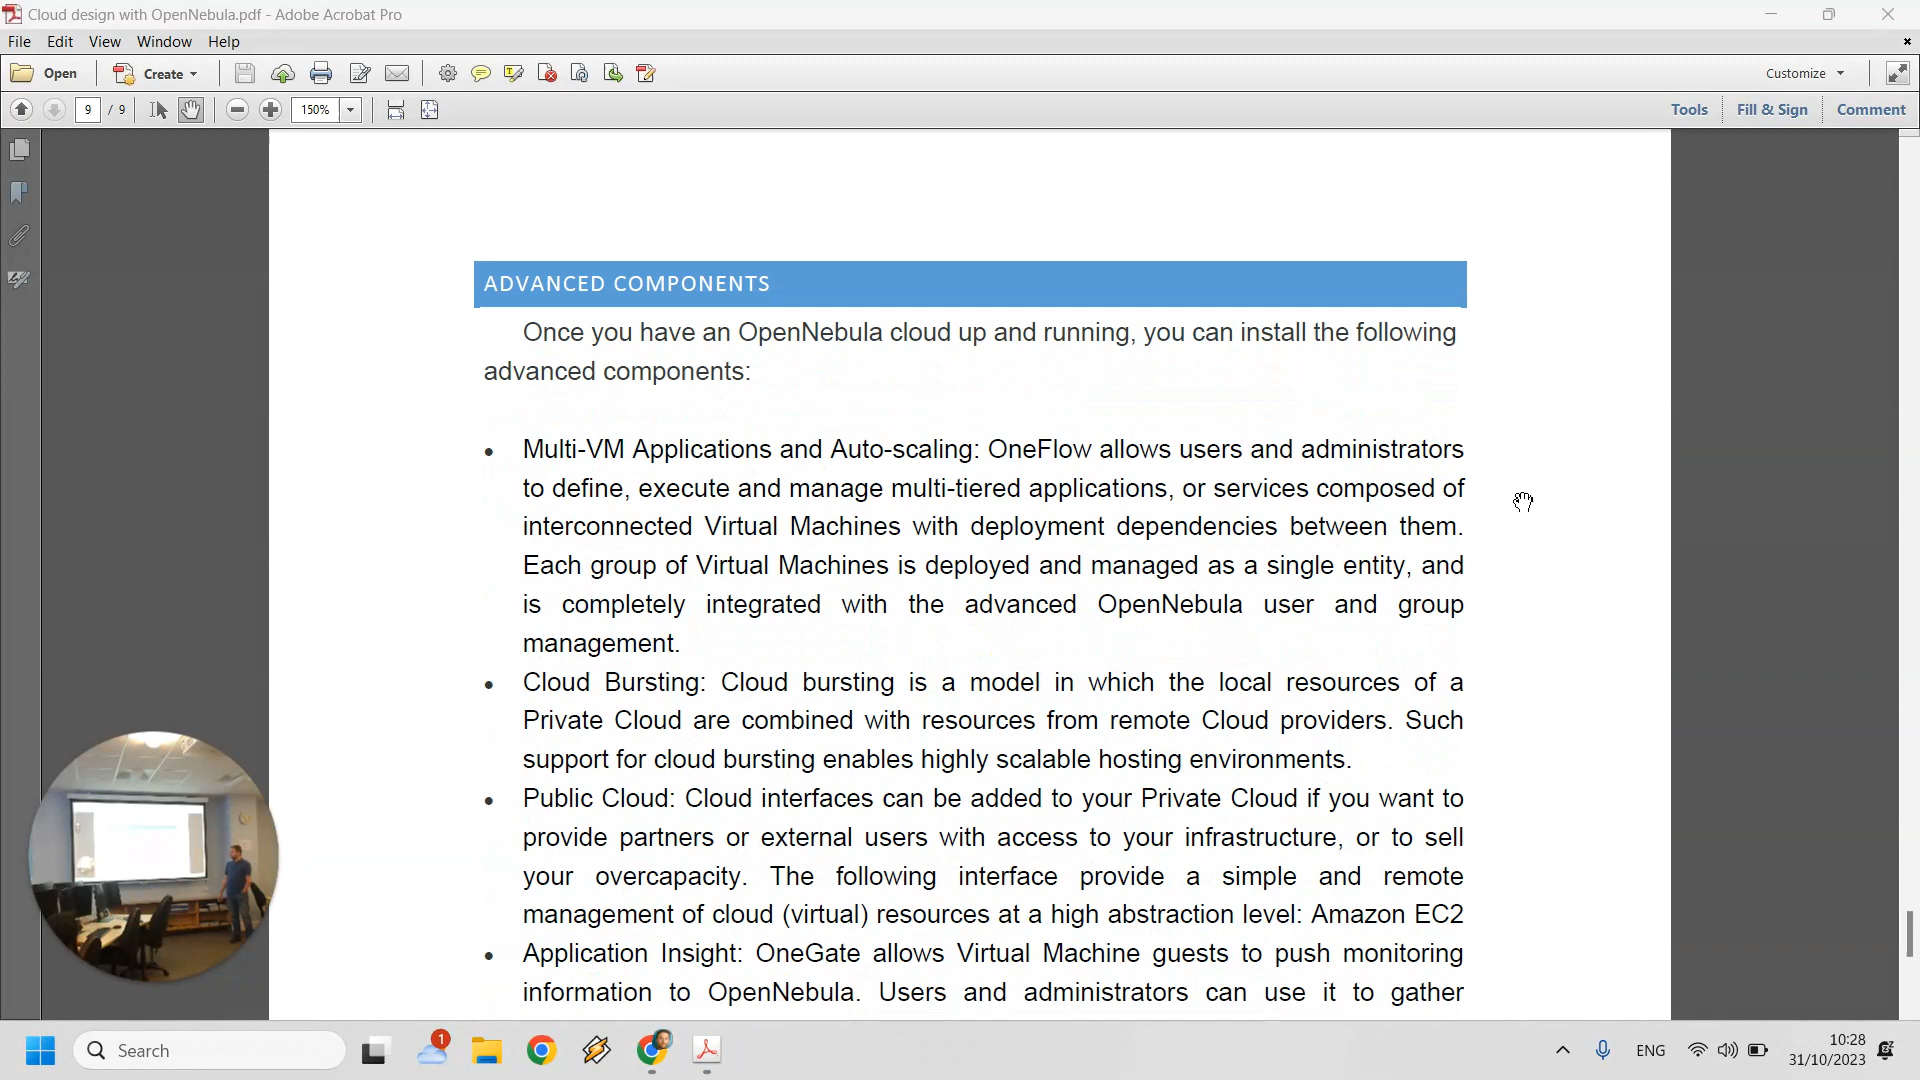 Cloud design with OpenNebula.pdf - Adobe Acrobat Pro
File Edit View Window Help
Open Create Customize
9 / 9 150% Tools Fill & Sign Comment
ADVANCED COMPONENTS
Once you have an OpenNebula cloud up and running, you can install the following
advanced components:
• Multi-VM Applications and Auto-scaling: OneFlow allows users and administrators
to define, execute and manage multi-tiered applications, or services composed of
interconnected Virtual Machines with deployment dependencies between them.
Each group of Virtual Machines is deployed and managed as a single entity, and
is completely integrated with the advanced OpenNebula user and group
management.
• Cloud Bursting: Cloud bursting is a model in which the local resources of a
Private Cloud are combined with resources from remote Cloud providers. Such
support for cloud bursting enables highly scalable hosting environments.
• Public Cloud: Cloud interfaces can be added to your Private Cloud if you want to
provide partners or external users with access to your infrastructure, or to sell
your overcapacity. The following interface provide a simple and remote
management of cloud (virtual) resources at a high abstraction level: Amazon EC2
• Application Insight: OneGate allows Virtual Machine guests to push monitoring
information to OpenNebula. Users and administrators can use it to gather
Search 1 ENG 10:28
31/10/2023